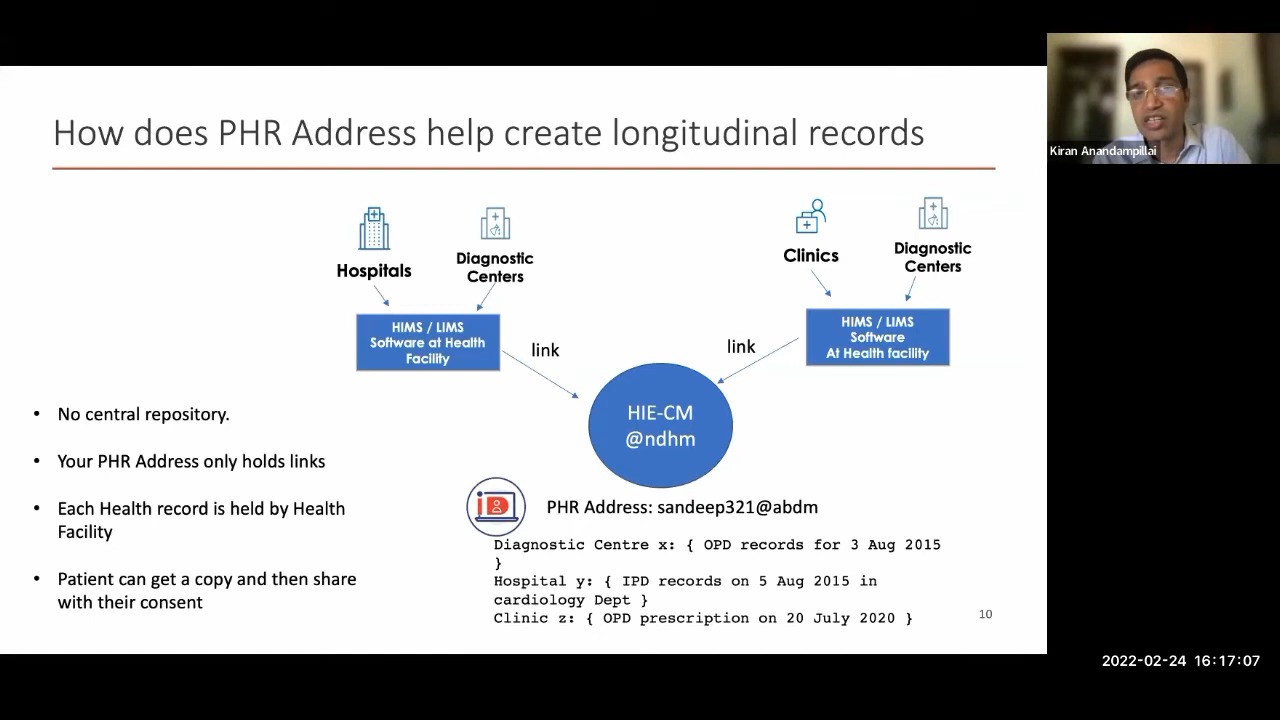 How does PHR Address help create longitudinal records
Kiran Anandampillai
Hospitals
Diagnostic
Centers
Clinics
Diagnostic
Centers
HIMS / LIMS
Software at Health
Facility
HIMS / LIMS
Software
At Health facility
link
link
HIE-CM
@ndhm
• No central repository.
• Your PHR Address only holds links
• Each Health record is held by Health
Facility
• Patient can get a copy and then share
with their consent
iD
PHR Address: sandeep321@abdm
Diagnostic Centre x: { OPD records for 3 Aug 2015
}
Hospital y: { IPD records on 5 Aug 2015 in
cardiology Dept }
Clinic z: { OPD prescription on 20 July 2020 }
10
2022-02-24 16:17:07